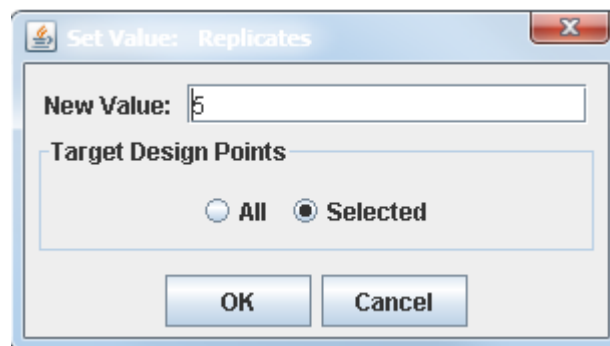 Set Value: Replicates
New Value: 5
Target Design Points
All Selected
OK Cancel